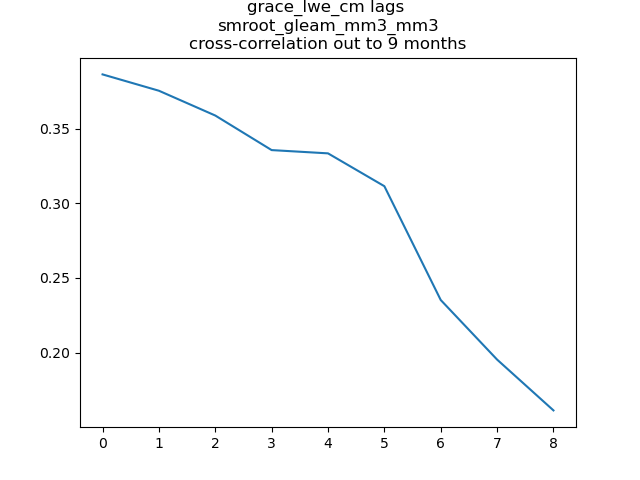 grace_lwe_cm lags
smroot_gleam_mm3_mm3
cross-correlation out to 9 months
0.35
0.30
0.25
0.20
0 1 2 3 4 5 6 7 8